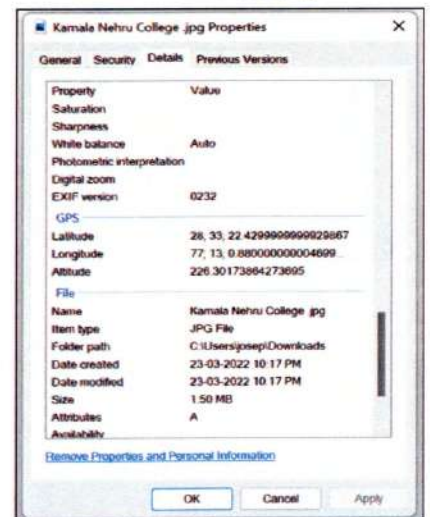 Kamala Nehru College .jpg Properties
General Security Details Previous Versions
Property Value
Saturation
Sharpness
White balance Auto
Photometric interpretation
Digital zoom
EXIF version 0232
GPS
Latitude 28, 33, 22.4299999999929867
Longitude 77; 13; 0.880000000004699...
Altitude 226.30173864273695
File
Name Kamala Nehru College .jpg
Item type JPG File
Folder path C:\Users\josep\Downloads
Date created 23-03-2022 10:17 PM
Date modified 23-03-2022 10:17 PM
Size 1.50 MB
Attributes A
Availability
Remove Properties and Personal Information
OK Cancel Apply